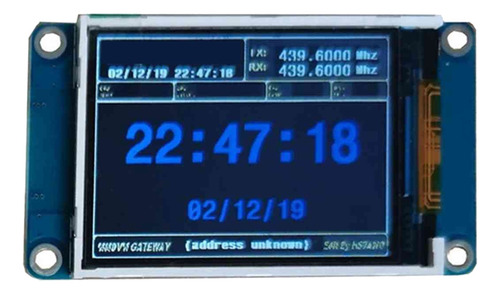 TX: 439.6000 Mhz
02/12/19 22:47:18 RX: 439.6000 Mhz
22:47:18
02/12/19
GATEWAY (address unknown)